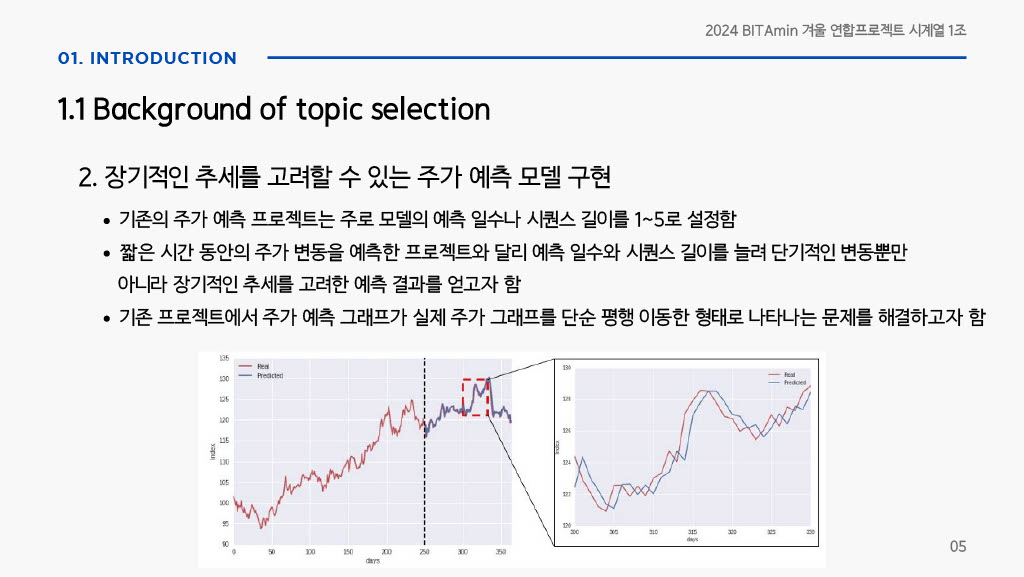 2024 BITAmin 겨울 연합프로젝트 시계열 1조
01. INTRODUCTION
1.1 Background of topic selection
2. 장기적인 추세를 고려할 수 있는 주가 예측 모델 구현
• 기존의 주가 예측 프로젝트는 주로 모델의 예측 일수나 시퀀스 길이를 1~5로 설정함
• 짧은 시간 동안의 주가 변동을 예측한 프로젝트와 달리 예측 일수와 시퀀스 길이를 늘려 단기적인 변동뿐만
아니라 장기적인 추세를 고려한 예측 결과를 얻고자 함
• 기존 프로젝트에서 주가 예측 그래프가 실제 주가 그래프를 단순 평행 이동한 형태로 나타나는 문제를 해결하고자 함
Real
Predicted
135
130
125
120
115
110
105
100
95
90
Index
0 50 100 150 200 250 300 350
days
Real
Predicted
130
128
126
124
122
120
Index
300 305 310 315 320 325 330
days
05